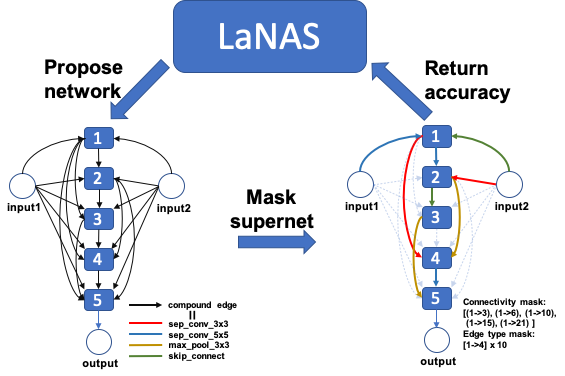 LaNAS
Propose
network
Return
accuracy
1
2
3
4
5
input1
input2
output
Mask
supernet
1
2
3
4
5
input1
input2
output
compound edge
=
sep_conv_3x3
sep_conv_5x5
max_pool_3x3
skip_connect
Connectivity mask:
[(1->3), (1->6), (1->10),
(1->15), (1->21) ]
Edge type mask:
[1->4] x 10